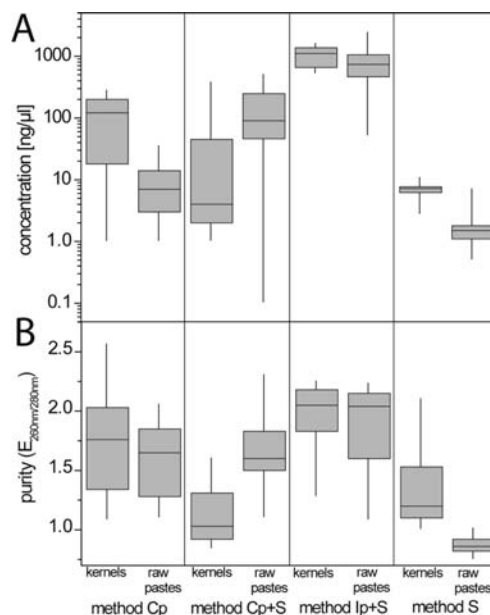 A
concentration [ng/µl]
1000
100
10
1.0
0.1
B
purity (E260nm/280nm)
2.5
2.0
1.5
1.0
kernels raw pastes kernels raw pastes kernels raw pastes kernels raw pastes
method Cp method Cp+S method Ip+S method S